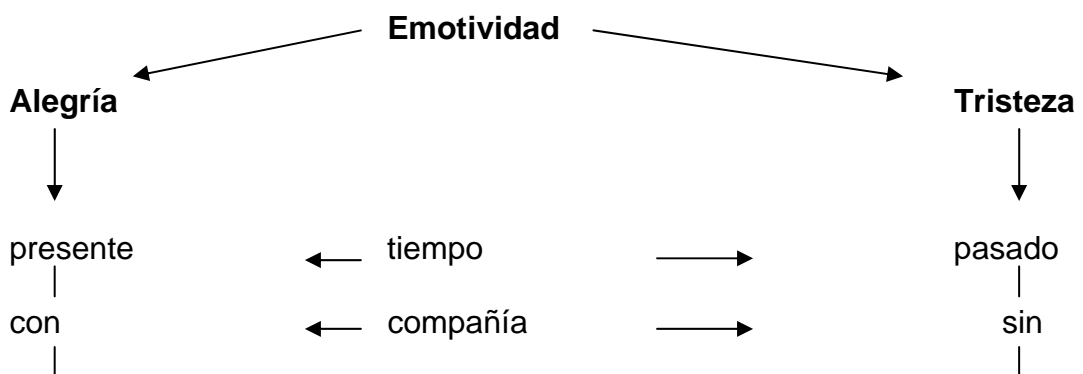 Emotividad
Alegría Tristeza
presente tiempo pasado
con compañía sin